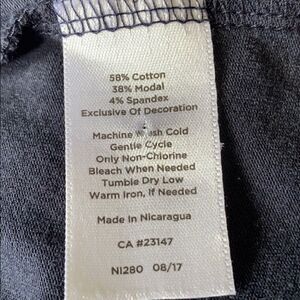 58% Cotton
38% Modal
4% Spandex
Exclusive Of Decoration
Machine Wash Cold
Gentle Cycle
Only Non-Chlorine
Bleach When Needed
Tumble Dry Low
Warm Iron, If Needed
Made In Nicaragua
CA #23147
NI280 08/17